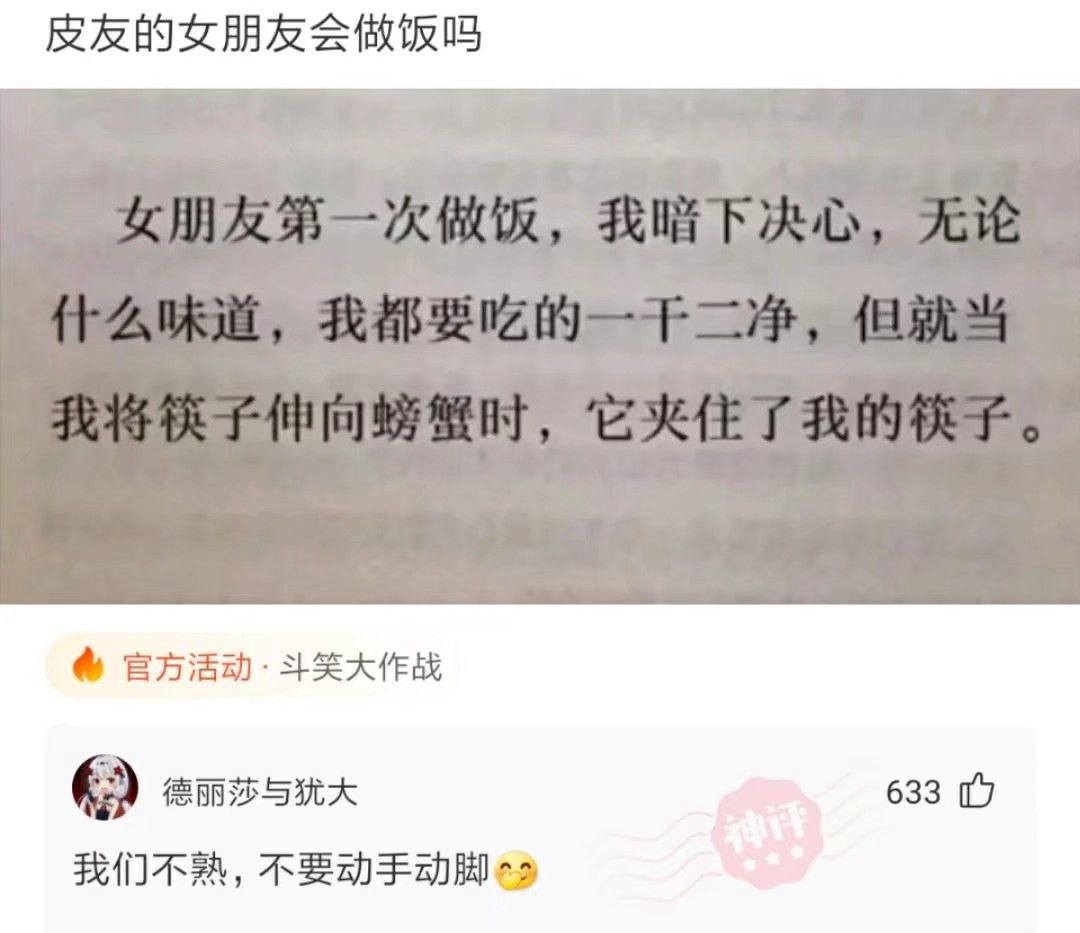 皮友的女朋友会做饭吗
女朋友第一次做饭，我暗下决心，无论
什么味道，我都要吃的一干二净，但就当
我将筷子伸向螃蟹时，它夹住了我的筷子。
官方活动·斗笑大作战
德丽莎与犹大
神评
633
我们不熟，不要动手动脚🤭